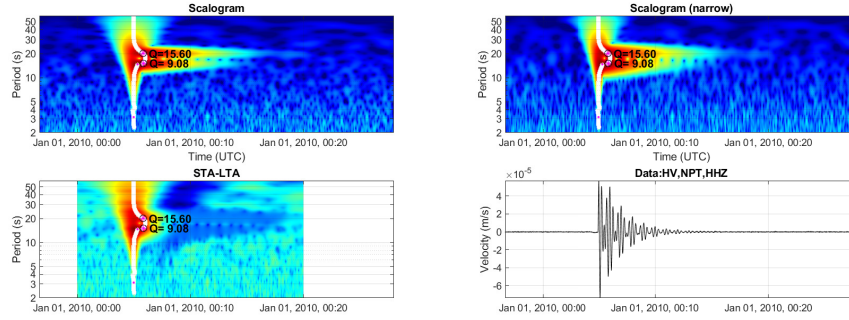 Scalogram
Period (s)
50
40
30
20
10
5
4
3
2
Q=15.60
Q= 9.08
Jan 01, 2010, 00:00
Jan 01, 2010, 00:10
Jan 01, 2010, 00:20
Time (UTC)
Scalogram (narrow)
Period (s)
50
40
30
20
10
5
4
3
2
Q=15.60
Q= 9.08
Jan 01, 2010, 00:00
Jan 01, 2010, 00:10
Jan 01, 2010, 00:20
Time (UTC)
STA-LTA
Period (s)
50
40
30
20
10
5
4
3
2
Q=15.60
Q= 9.08
Jan 01, 2010, 00:00
Jan 01, 2010, 00:10
Jan 01, 2010, 00:20
Data:HV,NPT,HHZ
×10⁻⁵
Velocity (m/s)
4
2
0
-2
-4
-6
Jan 01, 2010, 00:00
Jan 01, 2010, 00:10
Jan 01, 2010, 00:20